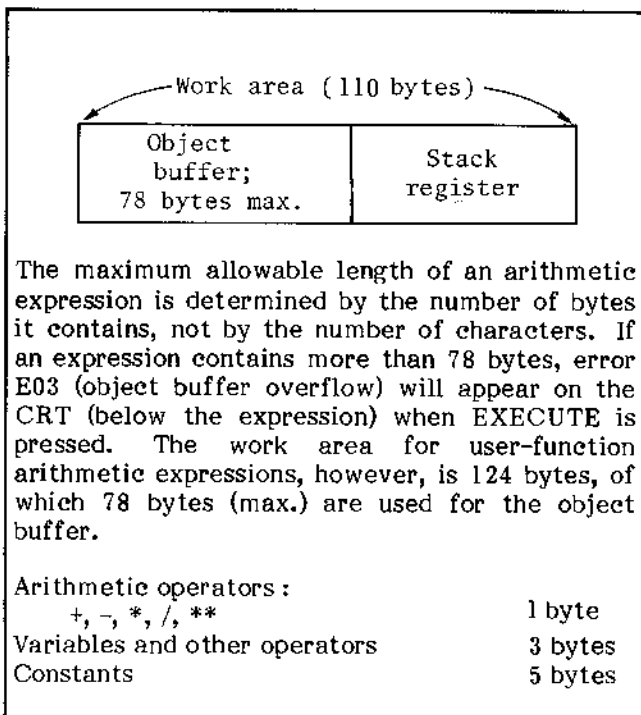 Work area (110 bytes)
Object
buffer;
78 bytes max.
Stack
register
The maximum allowable length of an arithmetic
expression is determined by the number of bytes
it contains, not by the number of characters. If
an expression contains more than 78 bytes, error
E03 (object buffer overflow) will appear on the
CRT (below the expression) when EXECUTE is
pressed. The work area for user-function
arithmetic expressions, however, is 124 bytes, of
which 78 bytes (max.) are used for the object
buffer.
Arithmetic operators :
+, -, *, /, ** 1 byte
Variables and other operators 3 bytes
Constants 5 bytes